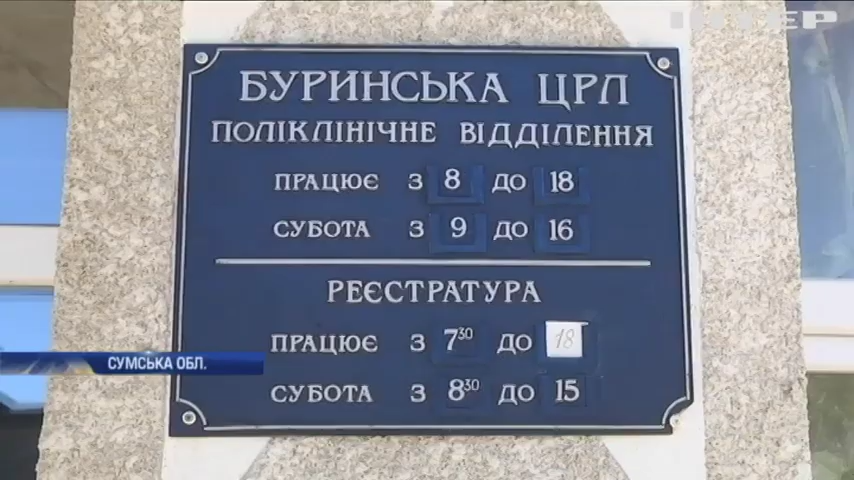 ІНТЕР
БУРИНСЬКА ЦРЛ
ПОЛІКЛІНІЧНЕ ВІДДІЛЕННЯ
ПРАЦЮЄ З 8 ДО 18
СУБОТА З 9 ДО 16
РЕЄСТРАТУРА
ПРАЦЮЄ З 7³⁰ ДО 18
СУБОТА З 8³⁰ ДО 15
СУМСЬКА ОБЛ.